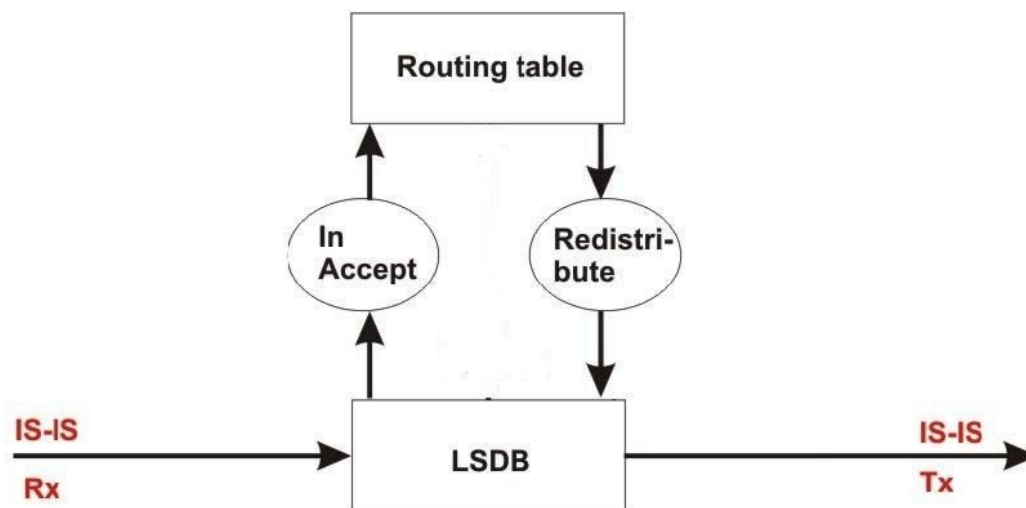 Routing table
In
Accept
Redistri-
bute
IS-IS
Rx
LSDB
IS-IS
Tx